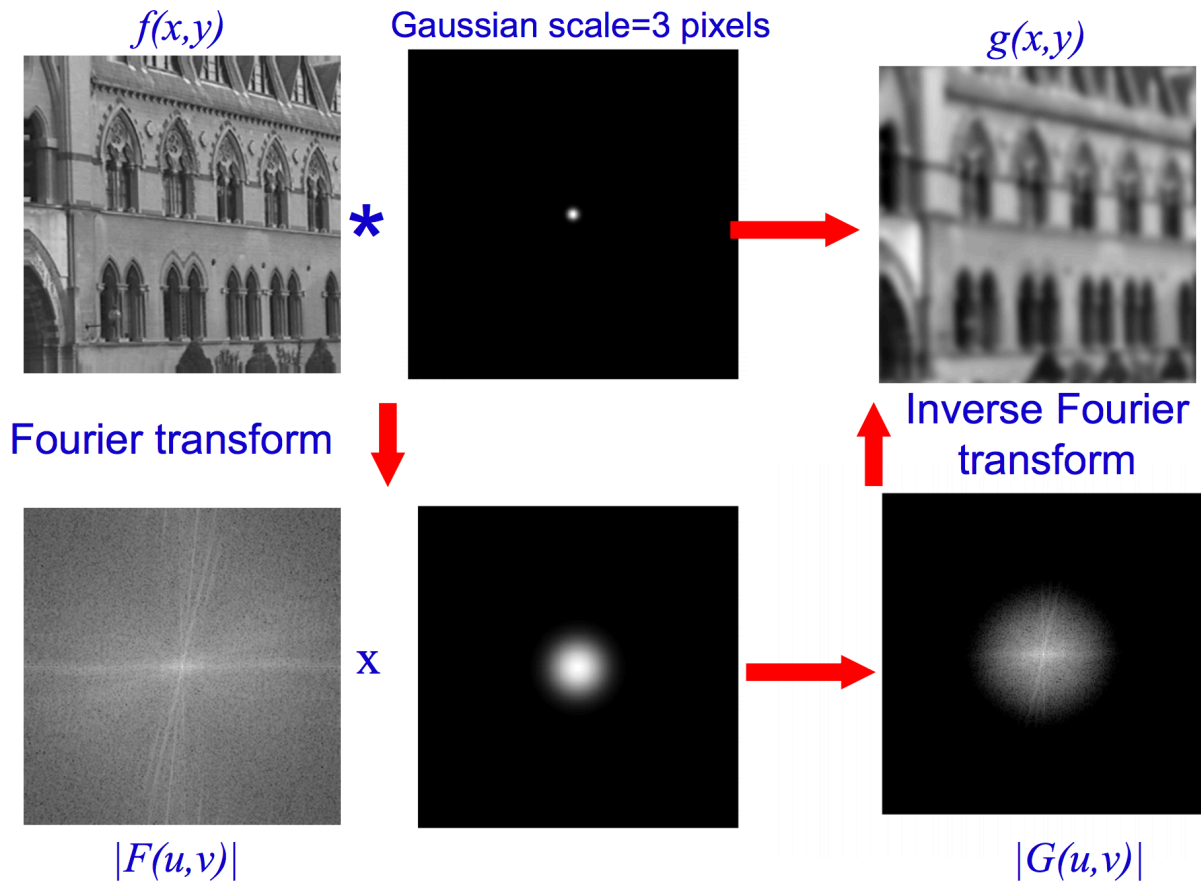 f(x,y)
Gaussian scale=3 pixels
g(x,y)
*
Fourier transform
Inverse Fourier
transform
x
|F(u,v)|
|G(u,v)|